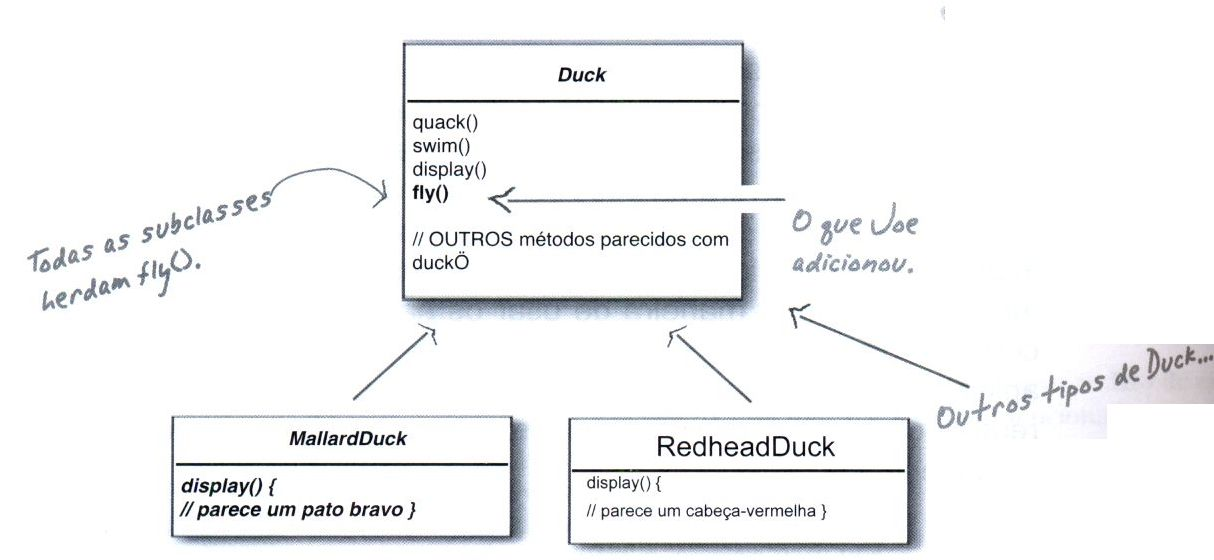 Duck
quack()
swim()
display()
fly()
// OUTROS métodos parecidos com
duckÖ
Todas as subclasses
herdam fly().
O que Joe
adicionou.
Outros tipos de Duck...
MallardDuck
display() {
// parece um pato bravo }
RedheadDuck
display() {
// parece um cabeça-vermelha }